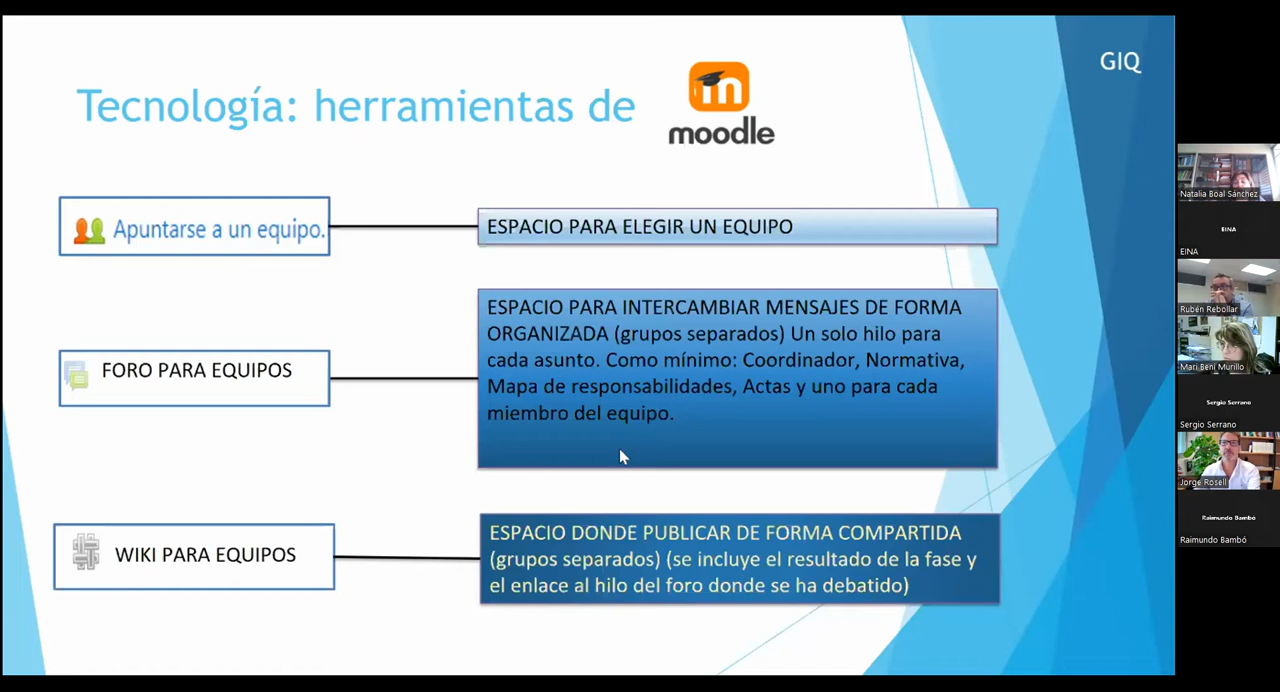 GIQ
Tecnología: herramientas de
moodle
Apuntarse a un equipo.
ESPACIO PARA ELEGIR UN EQUIPO
FORO PARA EQUIPOS
ESPACIO PARA INTERCAMBIAR MENSAJES DE FORMA
ORGANIZADA (grupos separados) Un solo hilo para
cada asunto. Como mínimo: Coordinador, Normativa,
Mapa de responsabilidades, Actas y uno para cada
miembro del equipo.
WIKI PARA EQUIPOS
ESPACIO DONDE PUBLICAR DE FORMA COMPARTIDA
(grupos separados) (se incluye el resultado de la fase y
el enlace al hilo del foro donde se ha debatido)
Natalia Boal Sánchez
EINA
EINA
Rubén Rebollar
Mari Beni Murillo
Sergio Serrano
Sergio Serrano
Jorge Rosell
Raimundo Bambó
Raimundo Bambó